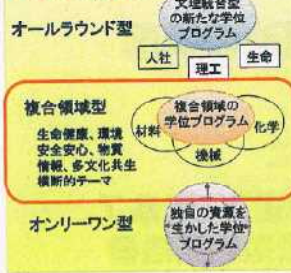 文理統合型
の新たな学位
プログラム
オールラウンド型
人社
理工
生命
複合領域型
生命健康、環境
安全安心、物質
情報、多文化共生
横断的テーマ
複合領域の
学位プログラム
材料
化学
機械
オンリーワン型
独自の資源を
生かした学位
プログラム